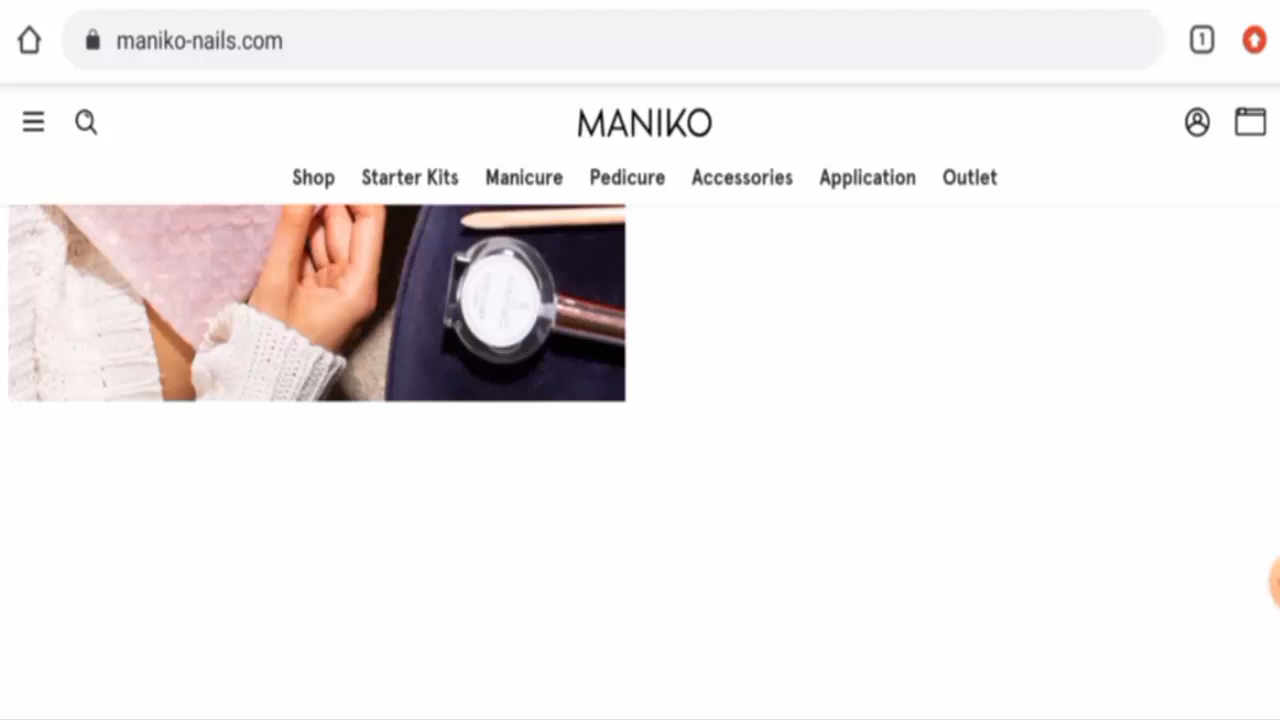 maniko-nails.com
1
MANIKO
Shop Starter Kits Manicure Pedicure Accessories Application Outlet